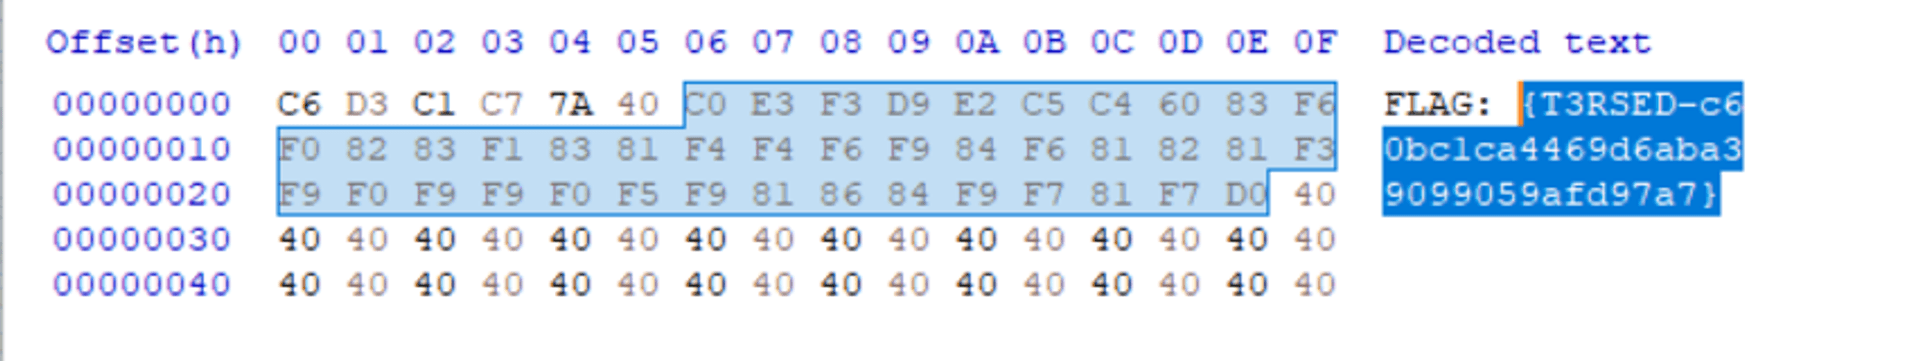 Offset(h) 00 01 02 03 04 05 06 07 08 09 0A 0B 0C 0D 0E 0F Decoded text
00000000 C6 D3 C1 C7 7A 40 C0 E3 F3 D9 E2 C5 C4 60 83 F6 FLAG: {T3RSED-c6
00000010 F0 82 83 F1 83 81 F4 F4 F6 F9 84 F6 81 82 81 F3 0bc1ca4469d6aba3
00000020 F9 F0 F9 F9 F0 F5 F9 81 86 84 F9 F7 81 F7 D0 40 9099059afd97a7}
00000030 40 40 40 40 40 40 40 40 40 40 40 40 40 40 40 40
00000040 40 40 40 40 40 40 40 40 40 40 40 40 40 40 40 40